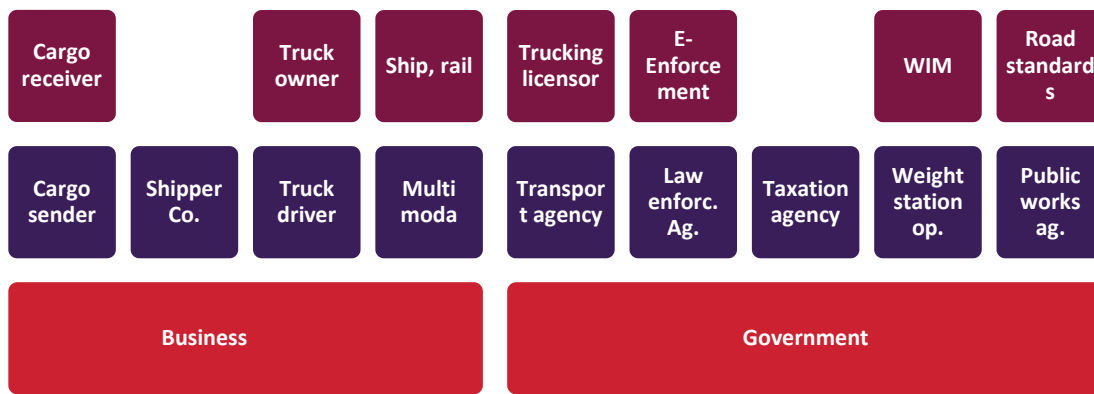 Cargo
receiver
Truck
owner
Ship, rail
Trucking
licensor
E-
Enforce
ment
WIM
Road
standard
s
Cargo
sender
Shipper
Co.
Truck
driver
Multi
moda
Transpor
t agency
Law
enforc.
Ag.
Taxation
agency
Weight
station
op.
Public
works
ag.
Business
Government